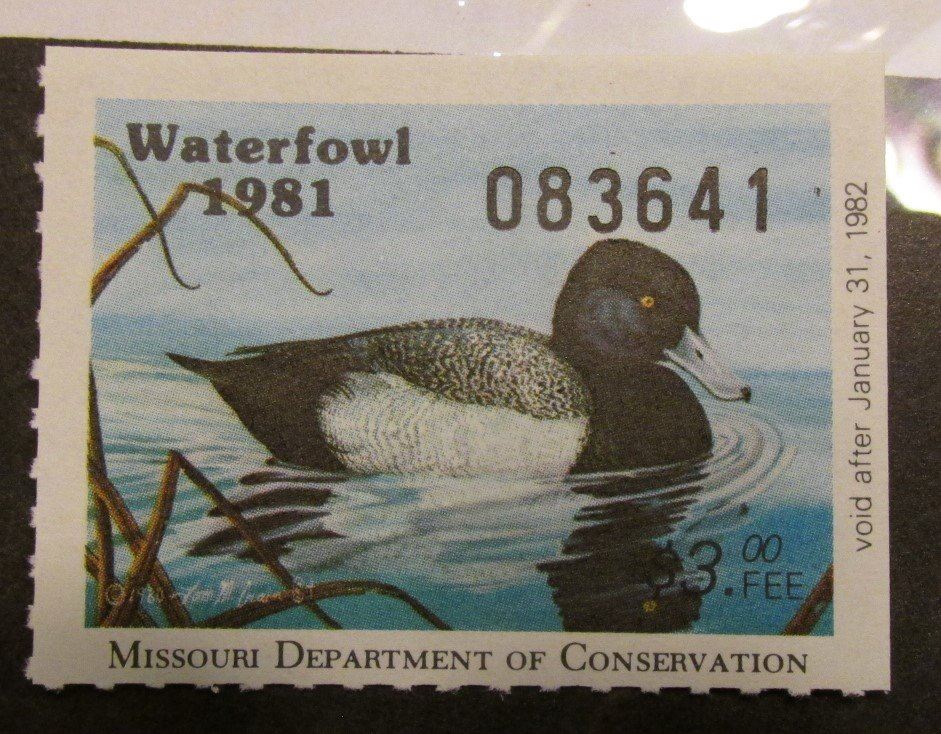 Waterfowl
1981
083641
void after January 31, 1982
$3.00
FEE
MISSOURI DEPARTMENT OF CONSERVATION